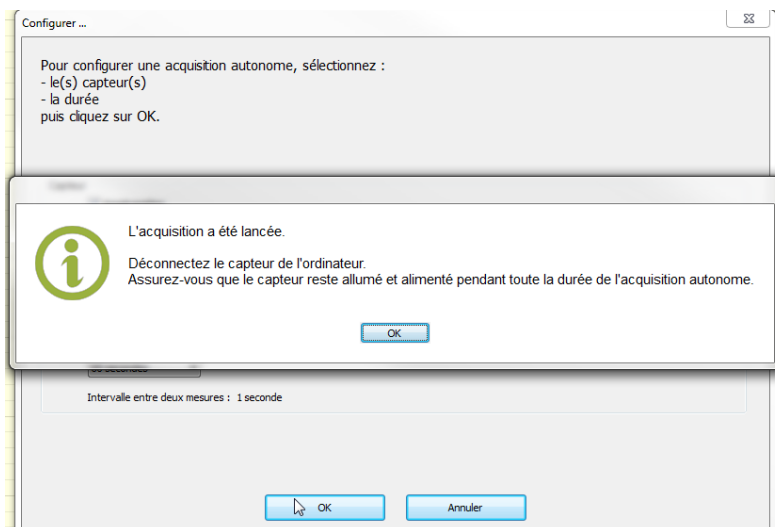 Configurer ...
Pour configurer une acquisition autonome, sélectionnez :
- le(s) capteur(s)
- la durée
puis cliquez sur OK.
Capteur
L'acquisition a été lancée.
Déconnectez le capteur de l'ordinateur.
Assurez-vous que le capteur reste allumé et alimenté pendant toute la durée de l'acquisition autonome.
OK
Intervalle entre deux mesures : 1 seconde
OK
Annuler